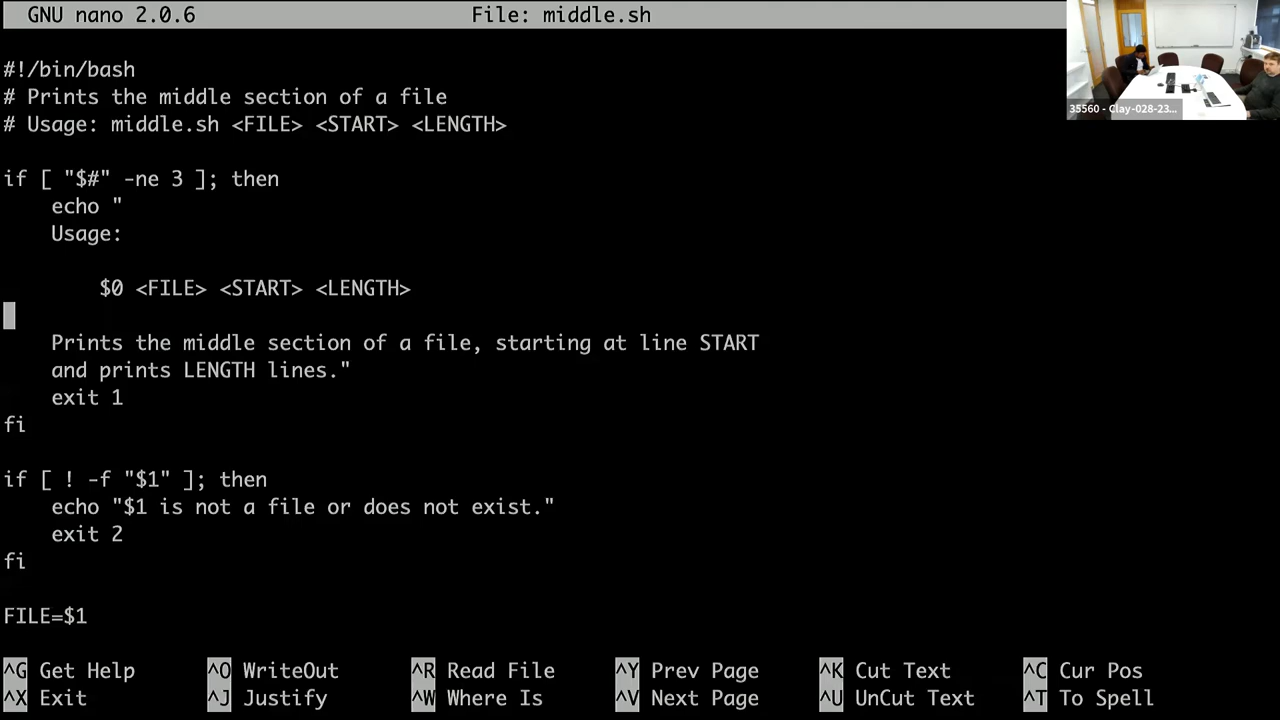 GNU nano 2.0.6 File: middle.sh
#!/bin/bash
# Prints the middle section of a file
# Usage: middle.sh <FILE> <START> <LENGTH>
if [ "$#" -ne 3 ]; then
echo "
Usage:
$0 <FILE> <START> <LENGTH>
Prints the middle section of a file, starting at line START
and prints LENGTH lines."
exit 1
fi
if [ ! -f "$1" ]; then
echo "$1 is not a file or does not exist."
exit 2
fi
FILE=$1
^G Get Help ^O WriteOut ^R Read File ^Y Prev Page ^K Cut Text ^C Cur Pos
^X Exit ^J Justify ^W Where Is ^V Next Page ^U UnCut Text ^T To Spell
35560 - Clay-028-23...